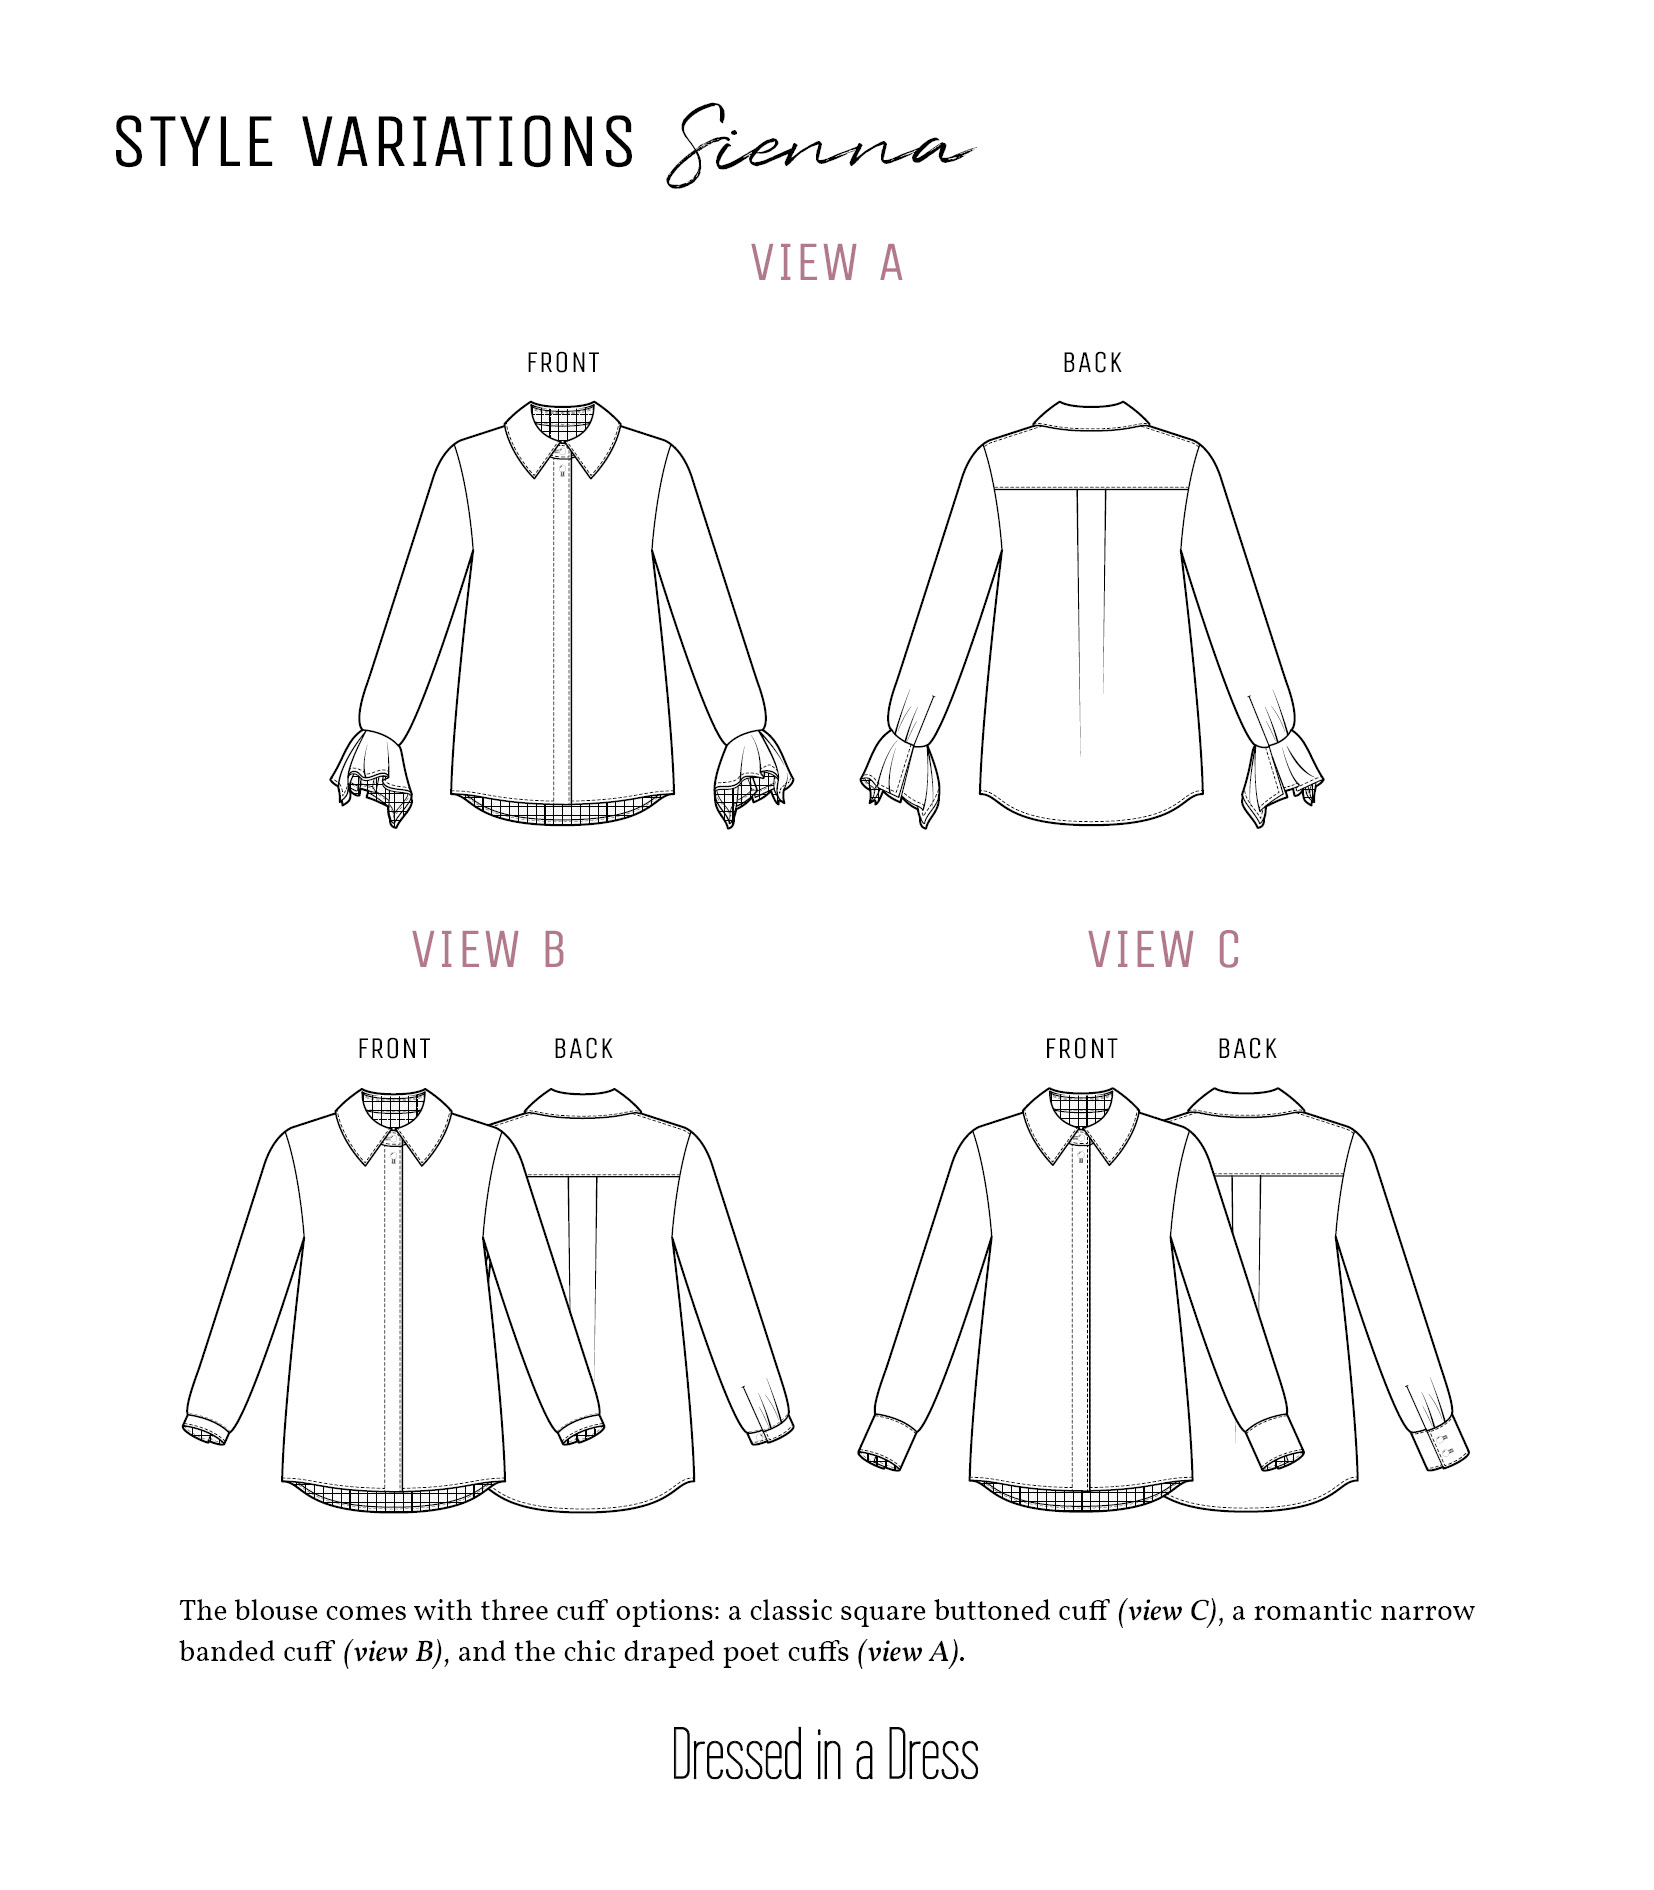 STYLE VARIATIONS Sienna
VIEW A
FRONT
BACK
VIEW B
VIEW C
FRONT
BACK
FRONT
BACK
The blouse comes with three cuff options: a classic square buttoned cuff (view C), a romantic narrow
banded cuff (view B), and the chic draped poet cuffs (view A).
Dressed in a Dress